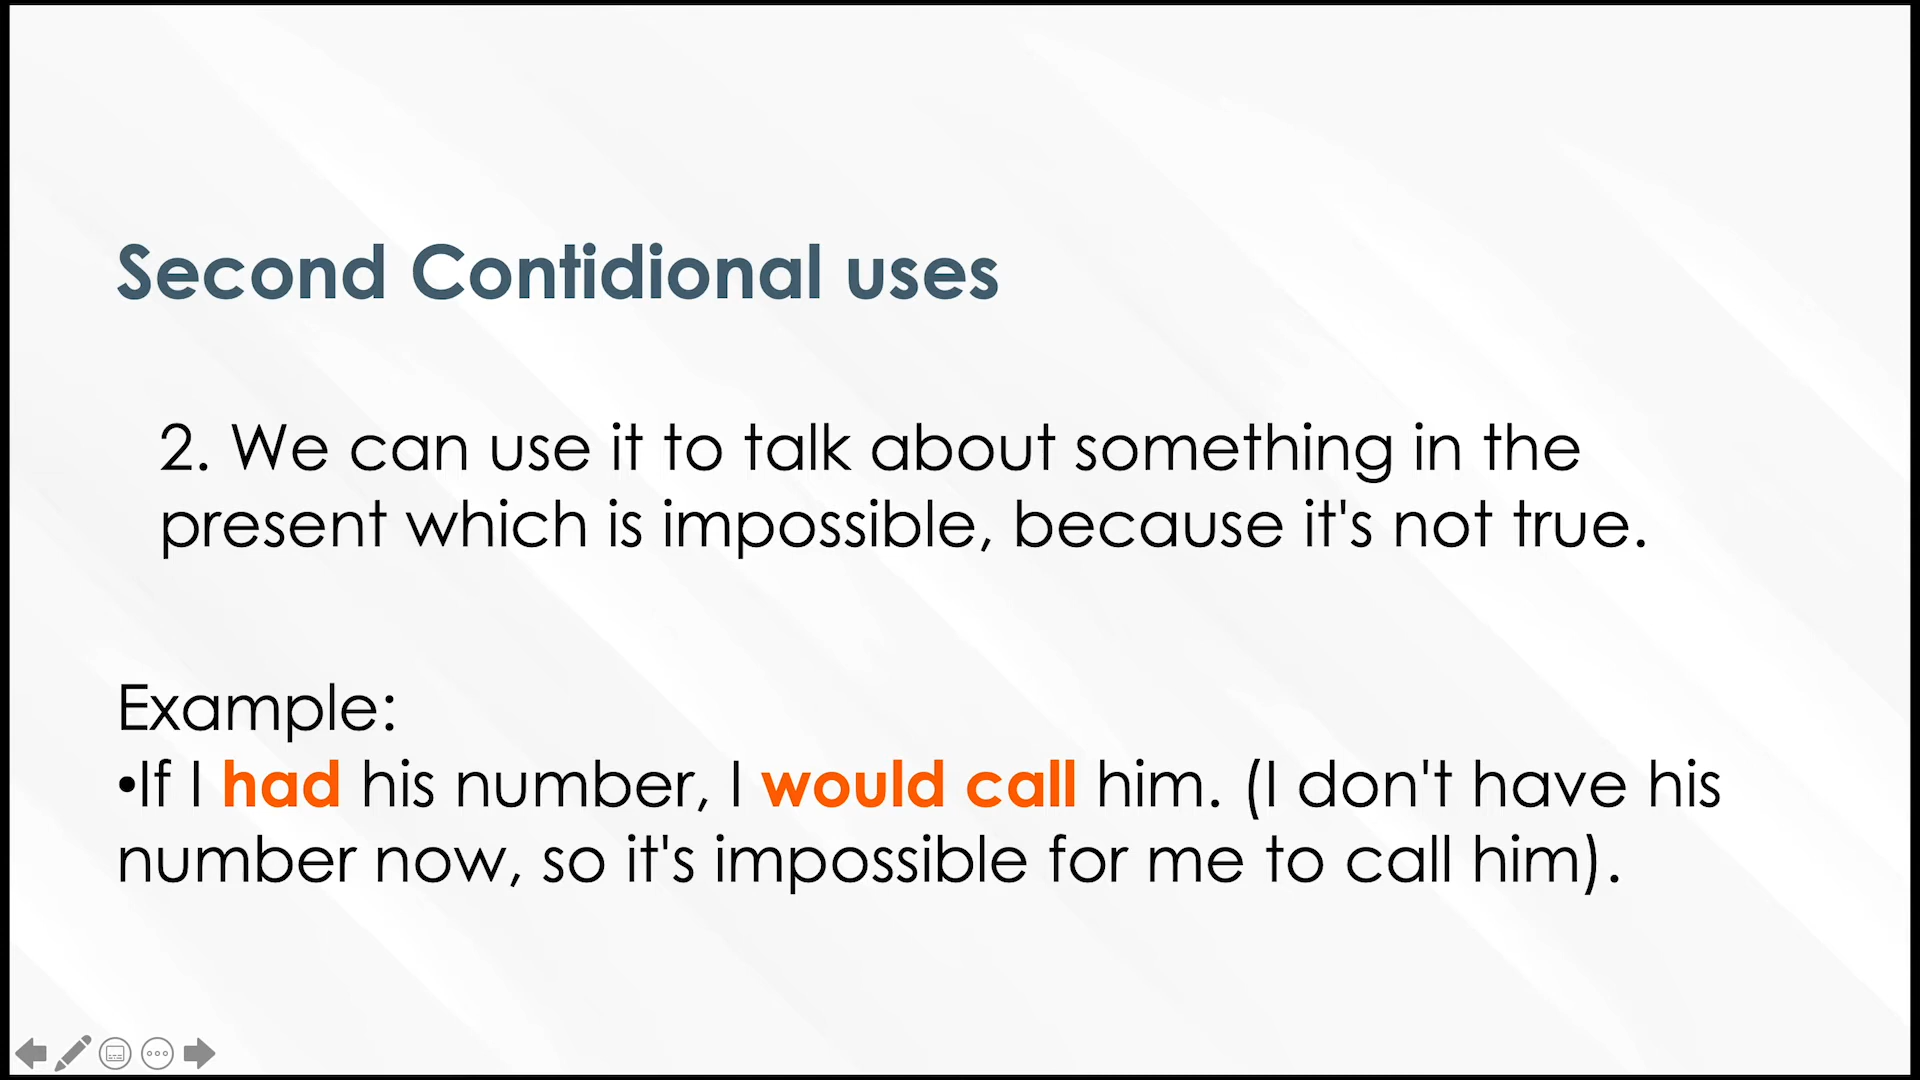 Second Contidional uses
2. We can use it to talk about something in the
present which is impossible, because it's not true.
Example:
•If I had his number, I would call him. (I don't have his
number now, so it's impossible for me to call him).